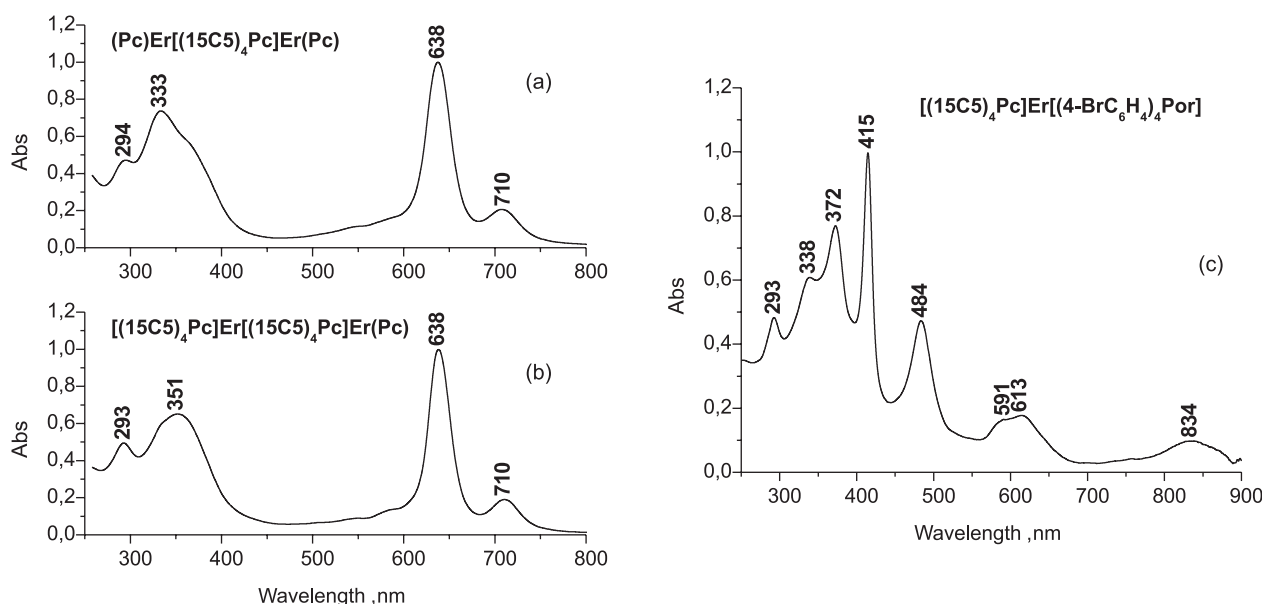 (Pc)Er[(15C5)₄Pc]Er(Pc)
(a)
Abs
1,2
1,0
0,8
0,6
0,4
0,2
0,0
294
333
638
710
300 400 500 600 700 800
[(15C5)₄Pc]Er[(15C5)₄Pc]Er(Pc)
(b)
Abs
1,2
1,0
0,8
0,6
0,4
0,2
0,0
293
351
638
710
300 400 500 600 700 800
Wavelength ,nm
[(15C5)₄Pc]Er[(4-BrC₆H₄)₄Por]
(c)
Abs
1,2
1,0
0,8
0,6
0,4
0,2
0,0
293
338
372
415
484
591
613
834
300 400 500 600 700 800 900
Wavelength ,nm